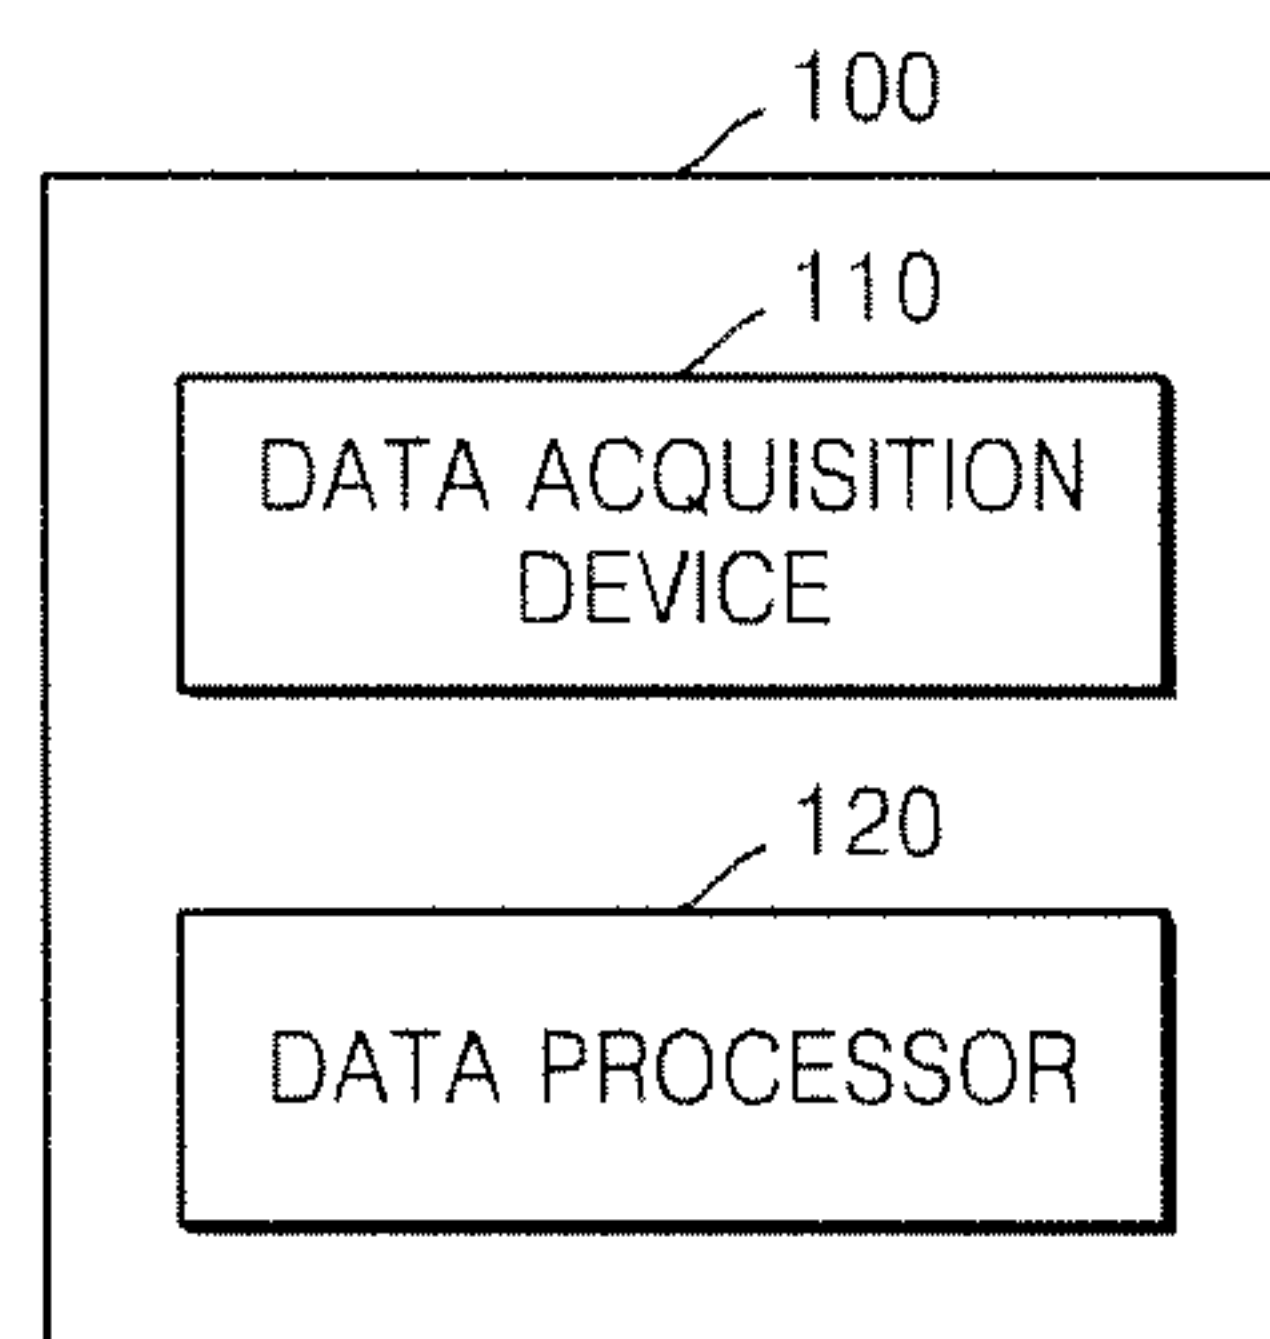 100
110
DATA ACQUISITION
DEVICE
120
DATA PROCESSOR